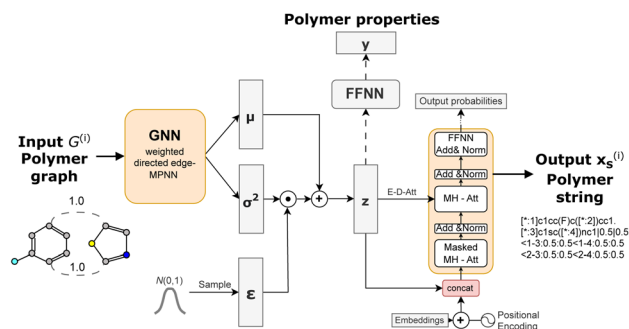 Polymer properties
y
FFNN
Output probabilities
Input G(i)
Polymer
graph
GNN
weighted
directed edge-
MPNN
μ
σ²
ε
N(0,1)
Sample
z
E-D-Att
FFNN
Add& Norm
Add &Norm
MH - Att
Add &Norm
Masked
MH - Att
concat
Embeddings
Positional
Encoding
Output xₛ(i)
Polymer
string
[*:1]c1cc(F)c([*:2])cc1.
[*:3]c1sc([*:4])nc1|0.5|0.5
<1-3:0.5:0.5<1-4:0.5:0.5
<2-3:0.5:0.5<2-4:0.5:0.5
1.0
1.0